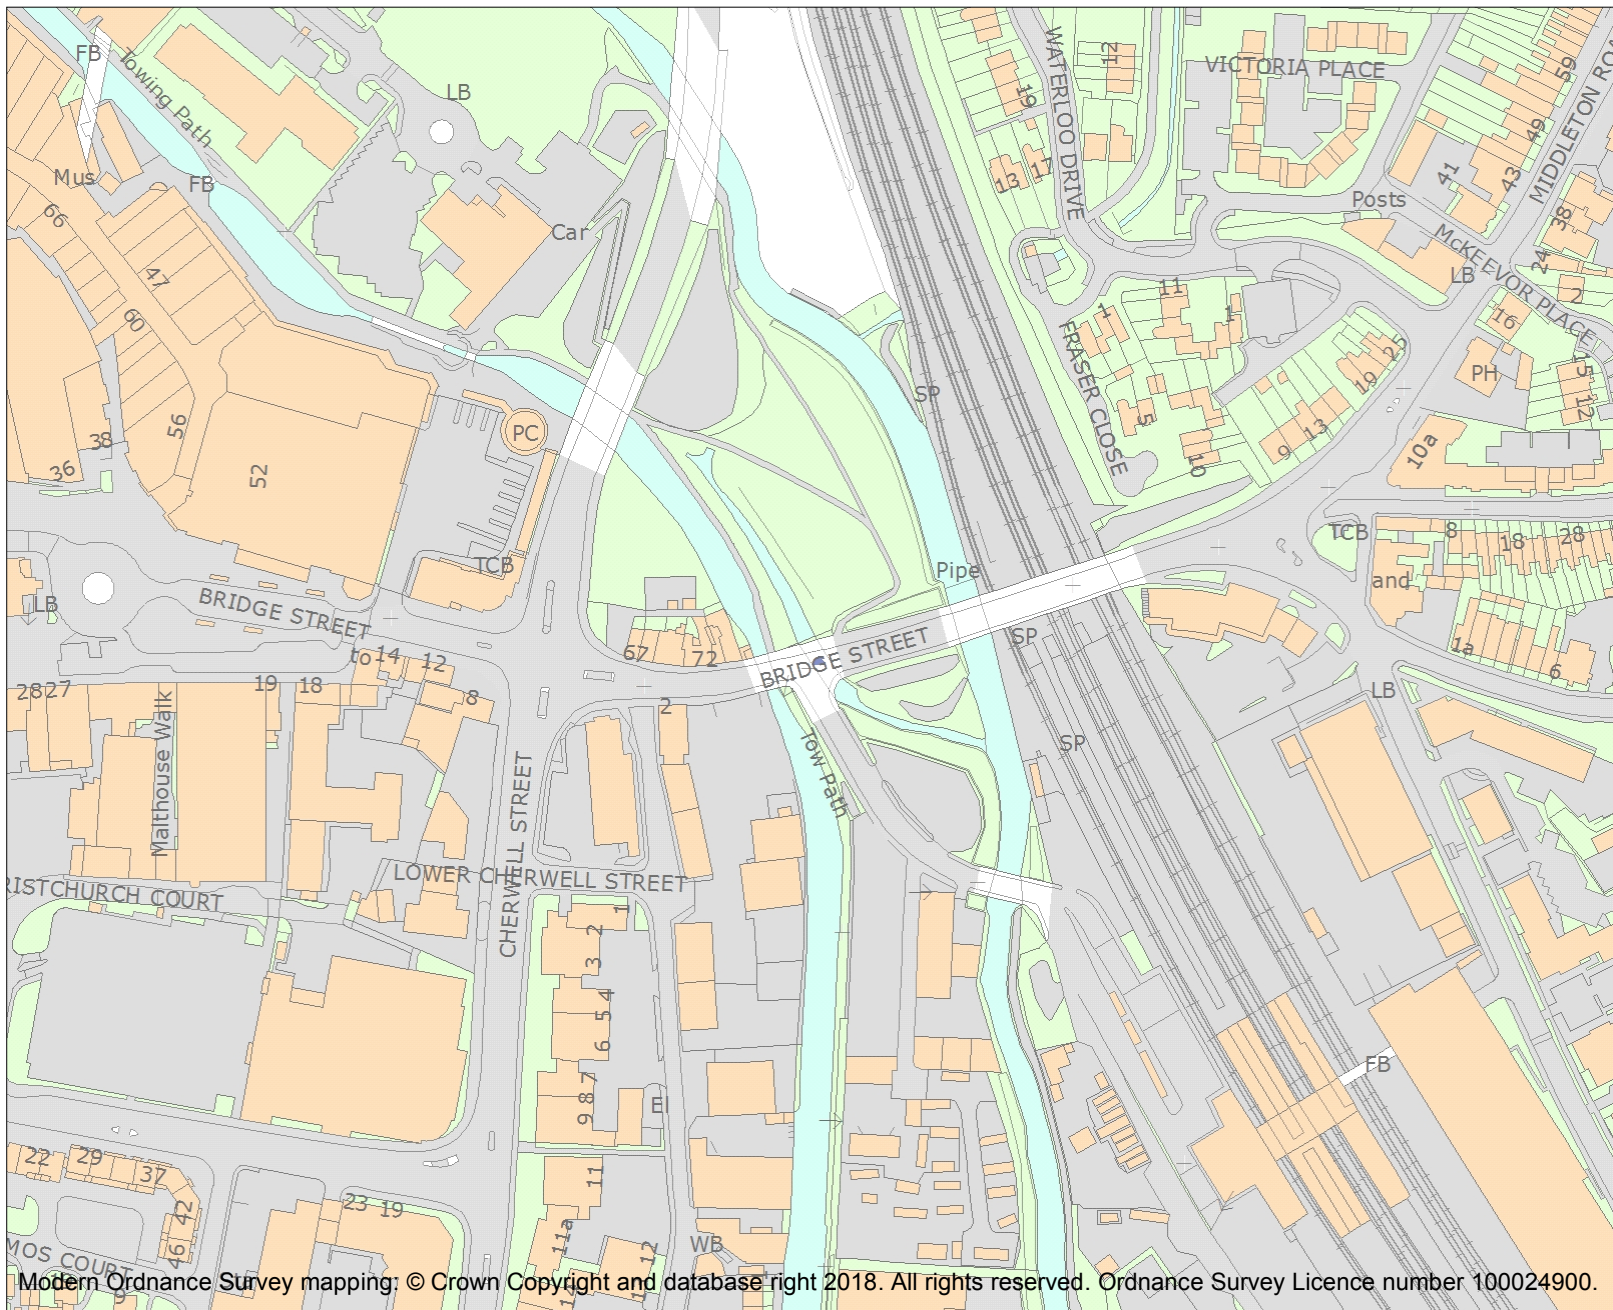 FB
Towing Path
LB
WATERLOO DRIVE
12
VICTORIA PLACE
59
19
49
MIDDLETON RO
Mus
FB
13
17
41
43
Posts
38
66
Car
McKEEVOR PLACE
LB
24
47
11
1
1
2
16
60
FRASER CLOSE
25
15
PH
19
SP
12
56
PC
5
13
38
36
52
10
9
10a
TCB
8
18
28
TCB
Pipe
and
LB
BRIDGE STREET
SP
to 14
12
67
72
BRIDGE STREET
1a
6
28 27
19
18
8
2
LB
Malthouse Walk
Tow Path
SP
CHERWELL STREET
LOWER CHERWELL STREET
RISTCHURCH COURT
1
2
3
4
5
6
7
8
9
El
FB
22
29
37
11
42
23
19
46
11a
12
WB
MOS COURT
9
14
Modern Ordnance Survey mapping: © Crown Copyright and database right 2018. All rights reserved. Ordnance Survey Licence number 100024900.